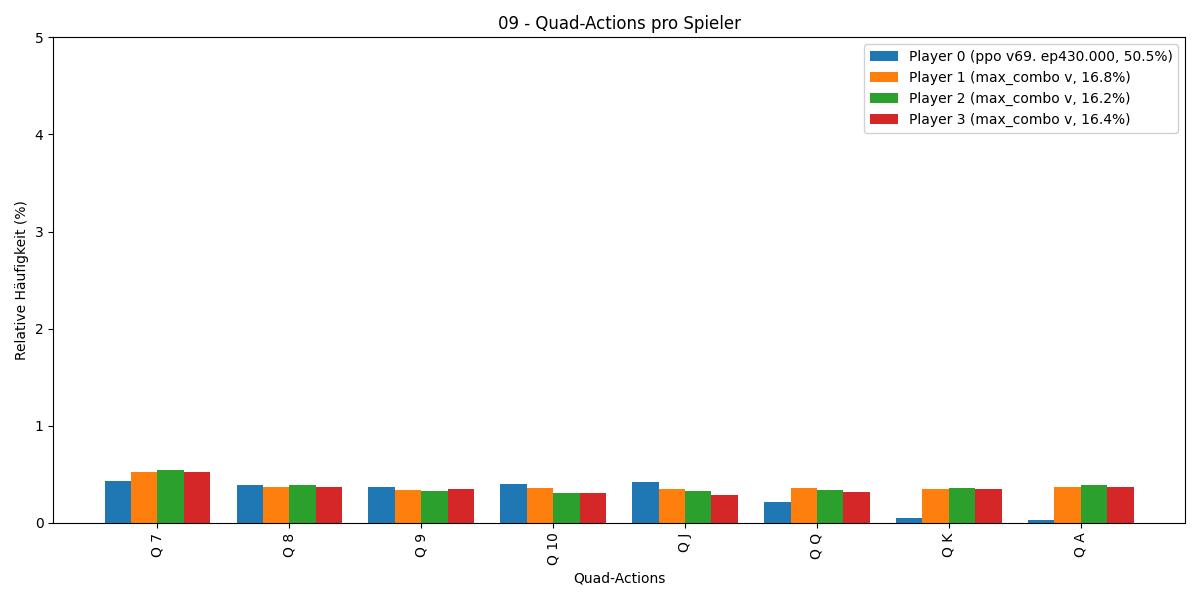 09 - Quad-Actions pro Spieler
Player 0 (ppo v69. ep430.000, 50.5%)
Player 1 (max_combo v, 16.8%)
Player 2 (max_combo v, 16.2%)
Player 3 (max_combo v, 16.4%)
Relative Häufigkeit (%)
5
4
3
2
1
0
Q 7
Q 8
Q 9
Q 10
Q J
Q Q
Q K
Q A
Quad-Actions